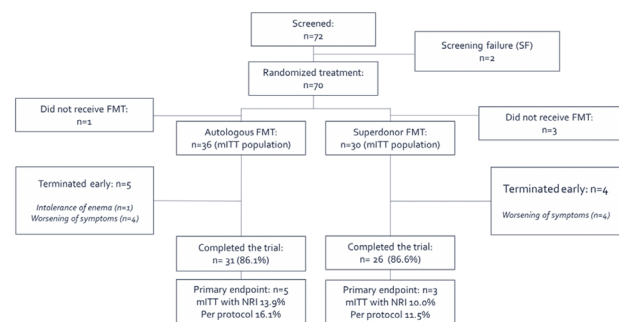 Screened:
n=72
Screening failure (SF)
n=2
Randomized treatment:
n=70
Did not receive FMT:
n=1
Did not receive FMT:
n=3
Autologous FMT:
n=36 (mITT population)
Superdonor FMT:
n=30 (mITT population)
Terminated early: n=5
Intolerance of enema (n=1)
Worsening of symptoms (n=4)
Terminated early: n=4
Worsening of symptoms (n=4)
Completed the trial:
n= 31 (86.1%)
Completed the trial:
n= 26 (86.6%)
Primary endpoint: n=5
mITT with NRI 13.9%
Per protocol 16.1%
Primary endpoint: n=3
mITT with NRI 10.0%
Per protocol 11.5%